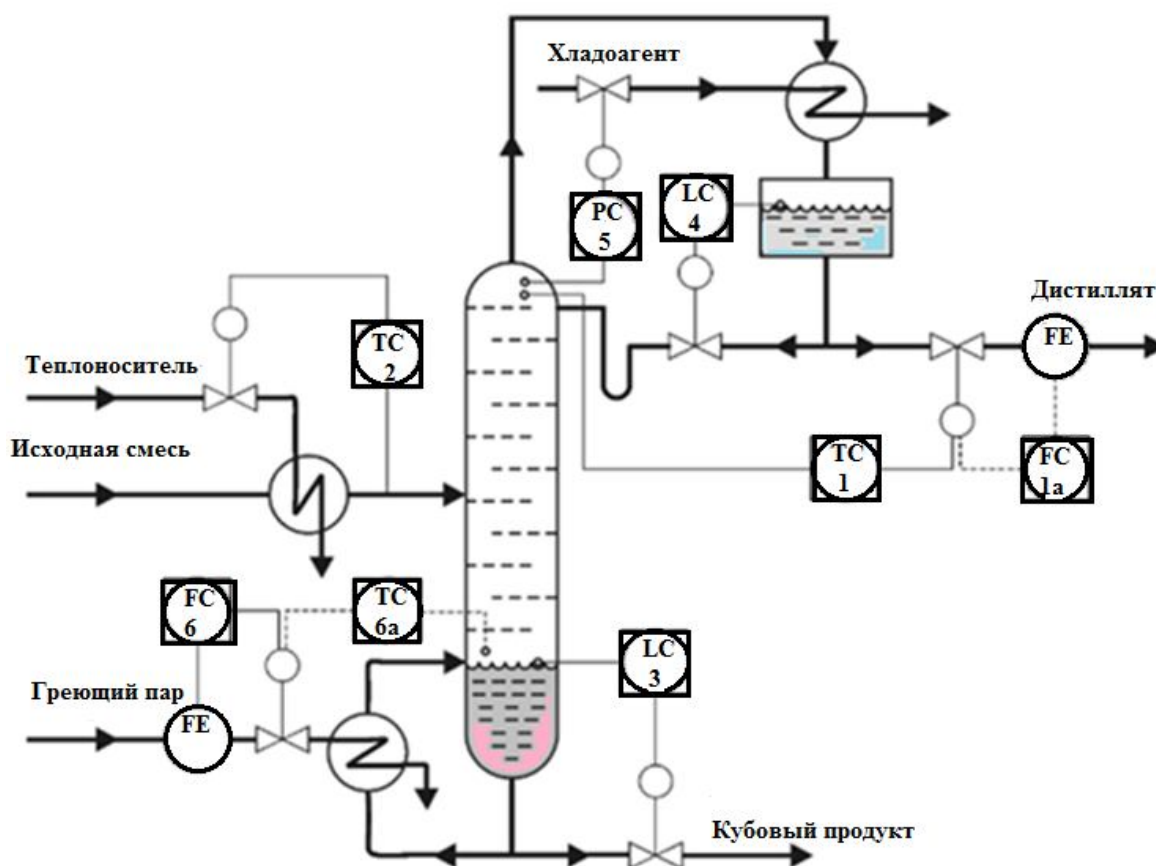 Хладоагент
PC
5
LC
4
Дистиллят
FE
TC
2
Теплоноситель
Исходная смесь
TC
1
FC
1a
FC
6
TC
6a
LC
3
Греющий пар
FE
Кубовый продукт